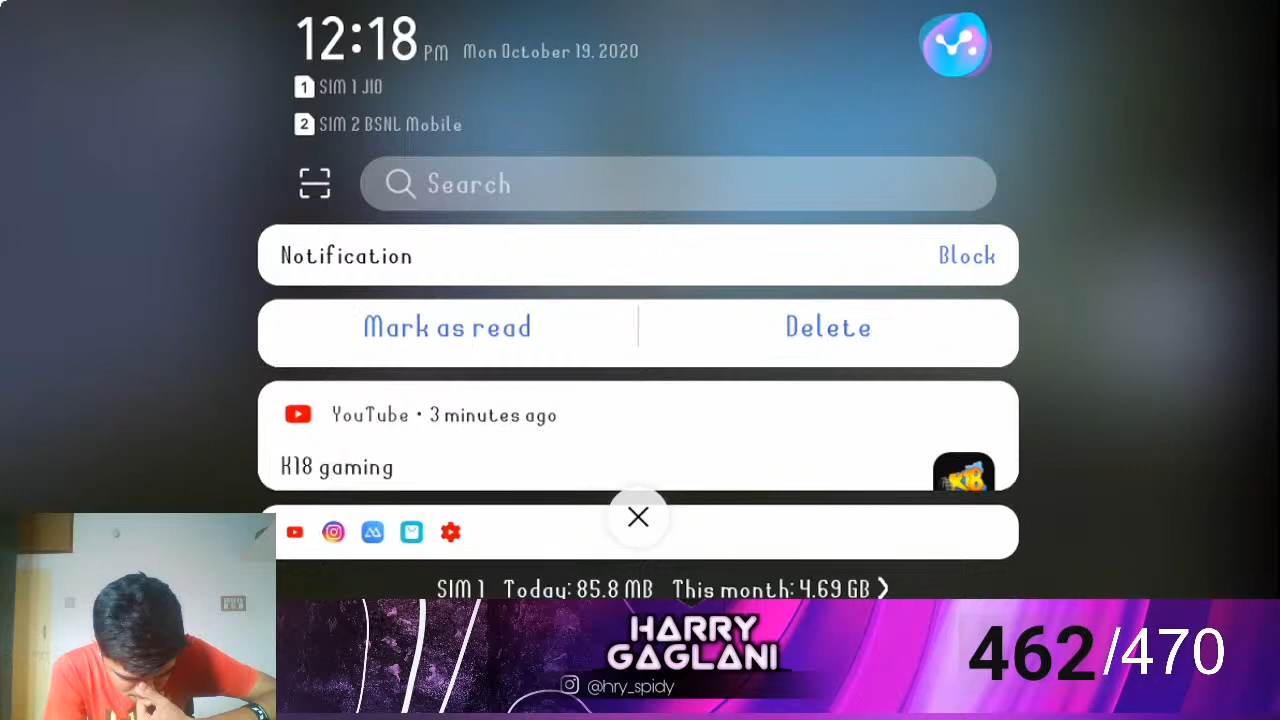 12:18 PM Mon October 19, 2020
1 SIM 1 JIO
2 SIM 2 BSNL Mobile
Search
Notification Block
Mark as read Delete
YouTube • 3 minutes ago
K18 gaming
K18
SIM 1 Today: 85.8 MB This month: 4.69 GB ❯
HARRY
GAGLANI
@hry_spidy
462/470